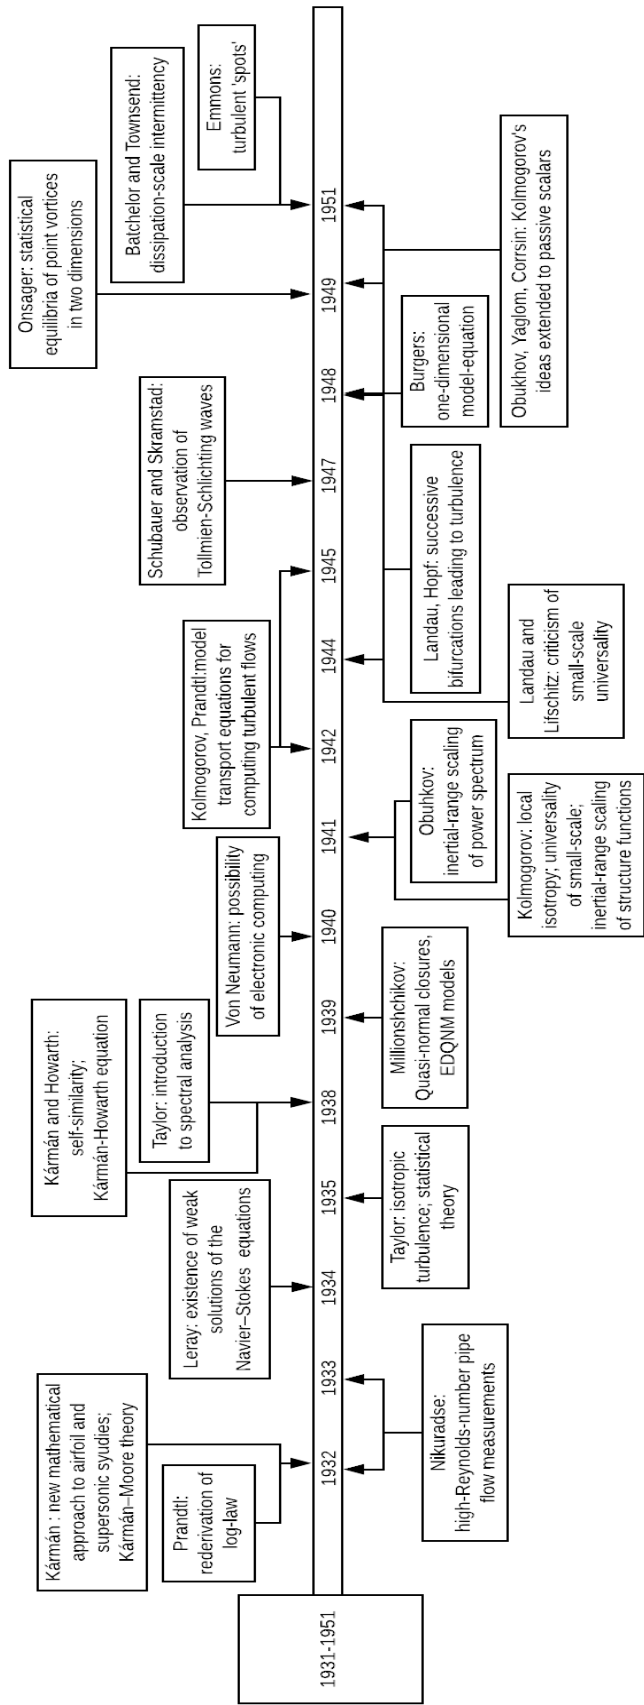 1931-1951
Kármán : new mathematical
approach to airfoil and
supersonic syudies;
Kármán–Moore theory
Prandtl:
rederivation of
log-law
Leray: existence of weak
solutions of the
Navier–Stokes equations
Kármán and Howarth:
self-similarity;
Kármán-Howarth equation
Taylor: introduction
to spectral analysis
Von Neumann: possibility
of electronic computing
Kolmogorov, Prandtl:model
transport equations for
computing turbulent flows
Schubauer and Skramstad:
observation of
Tollmien-Schlichting waves
Onsager: statistical
equilibria of point vortices
in two dimensions
Batchelor and Townsend:
dissipation-scale intermittency
Emmons:
turbulent 'spots'
1932
1933
1934
1935
1938
1939
1940
1941
1942
1944
1945
1947
1948
1949
1951
Nikuradse:
high-Reynolds-number pipe
flow measurements
Taylor: isotropic
turbulence; statistical
theory
Millionshchikov:
Quasi-normal closures,
EDQNM models
Obuhkov:
inertial-range scaling
of power spectrum
Kolmogorov: local
isotropy; universality
of small-scale;
inertial-range scaling
of structure functions
Landau, Hopf: successive
bifurcations leading to turbulence
Landau and
Lifschitz: criticism of
small-scale
universality
Burgers:
one-dimensional
model-equation
Obukhov, Yaglom, Corrsin: Kolmogorov's
ideas extended to passive scalars